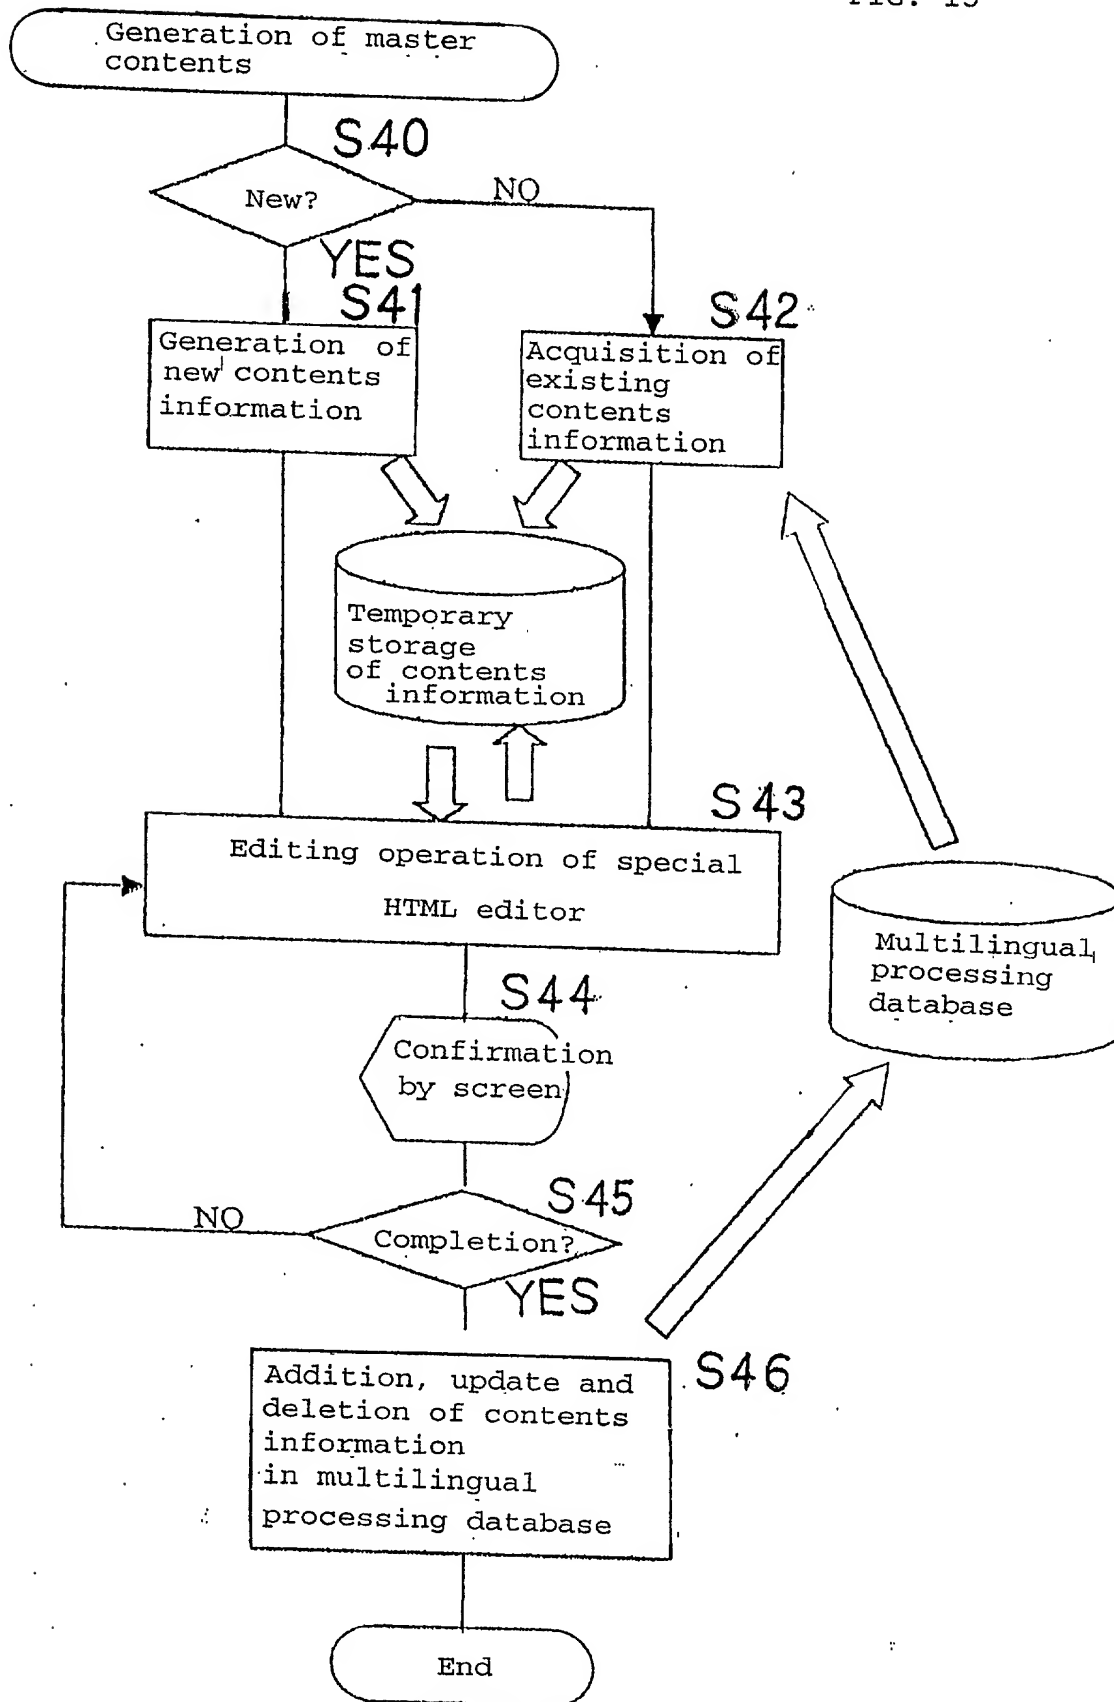 Generation of master
contents
S40
New?
NO
YES
S41
S42
Generation of
new contents
information
Acquisition of
existing
contents
information
Temporary
storage
of contents
information
S43
Editing operation of special
HTML editor
Multilingual
processing
database
S44
Confirmation
by screen
S45
NO
Completion?
YES
S46
Addition, update and
deletion of contents
information
in multilingual
processing database
End